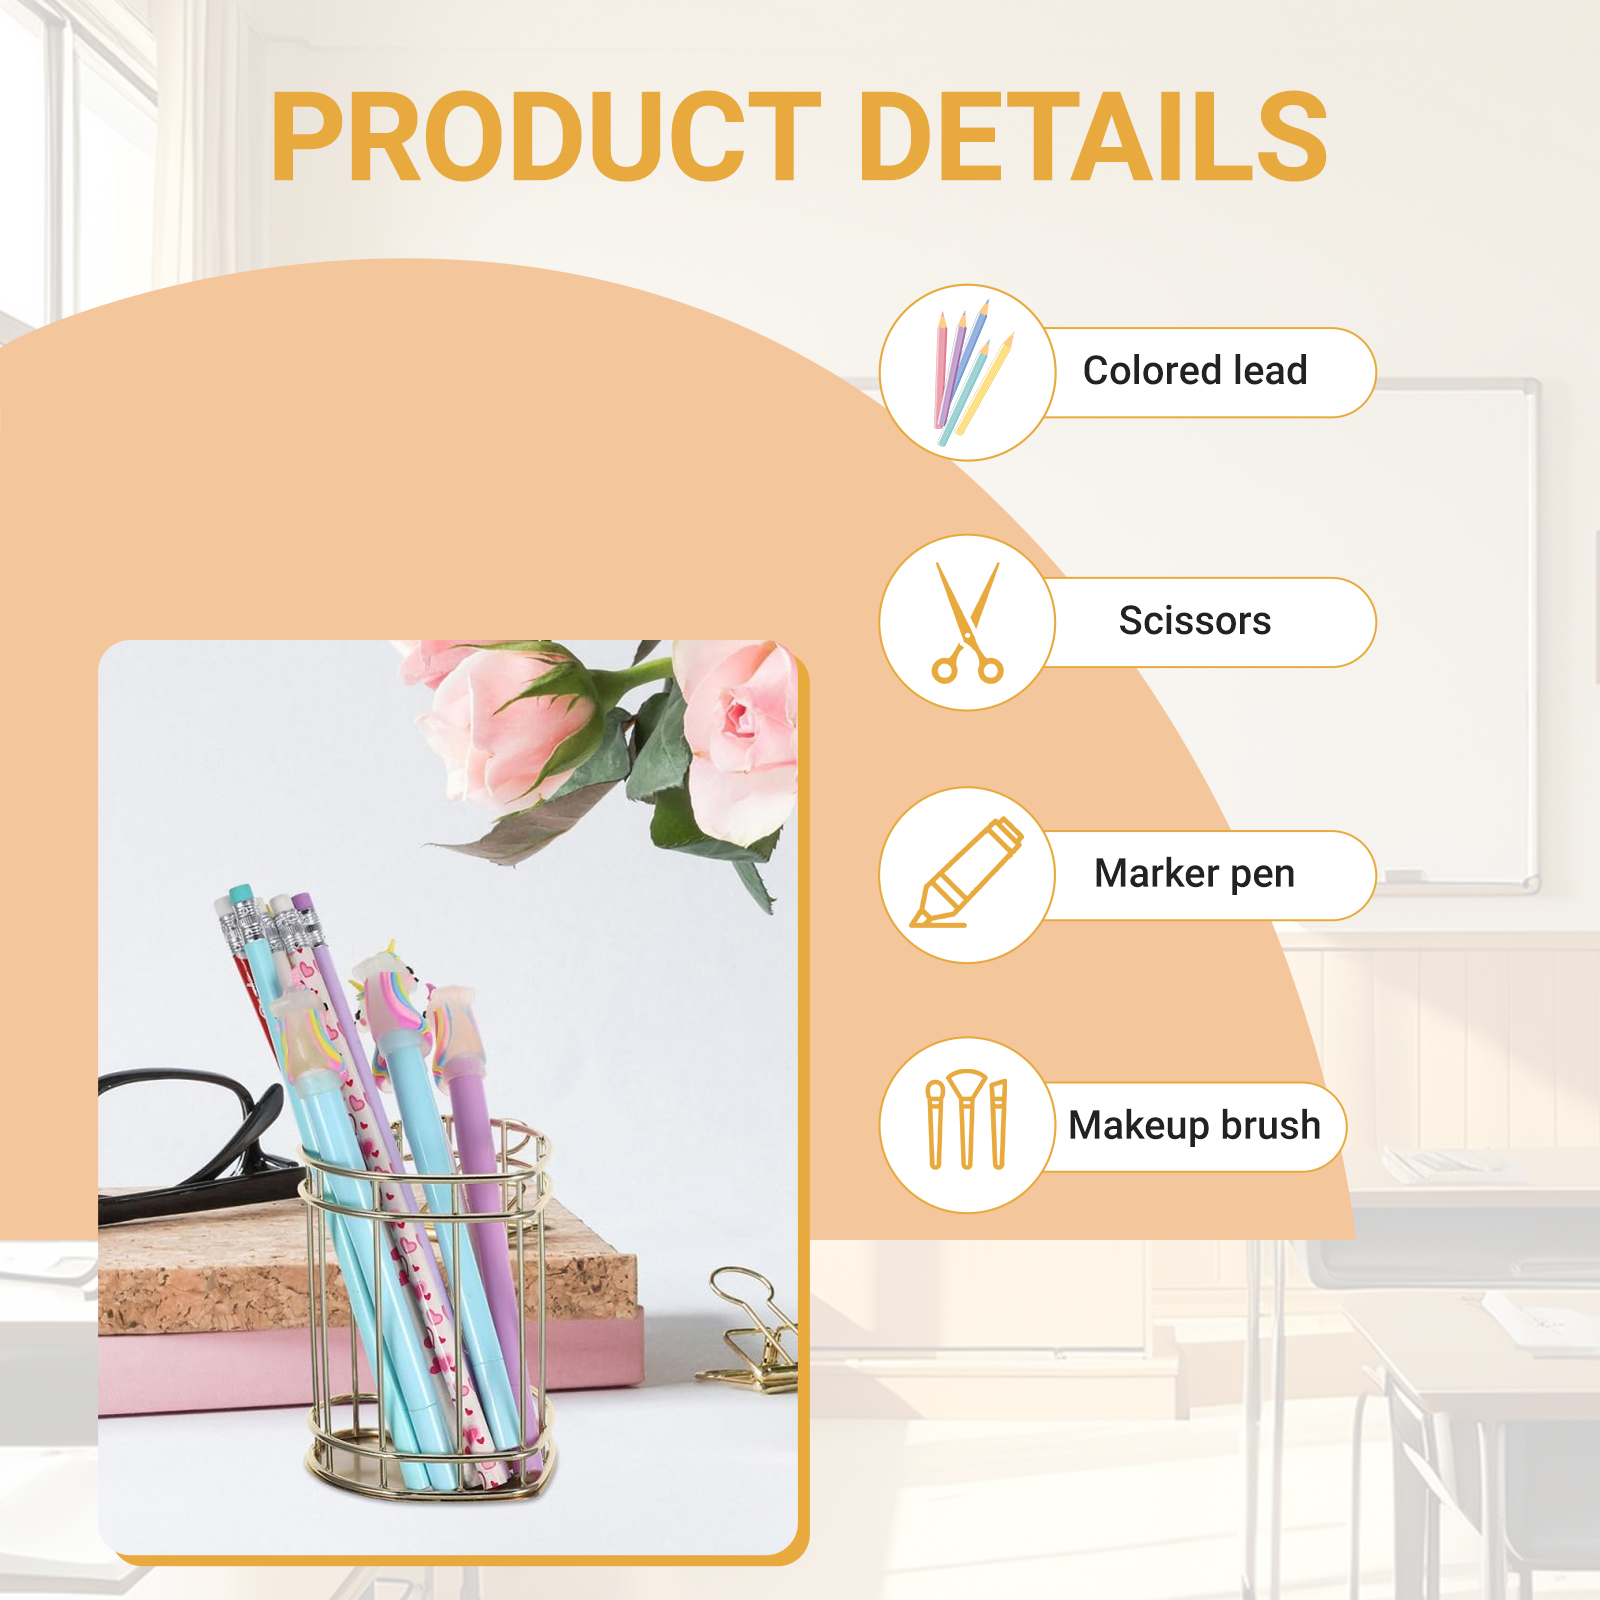 PRODUCT DETAILS
Colored lead
Scissors
Marker pen
Makeup brush